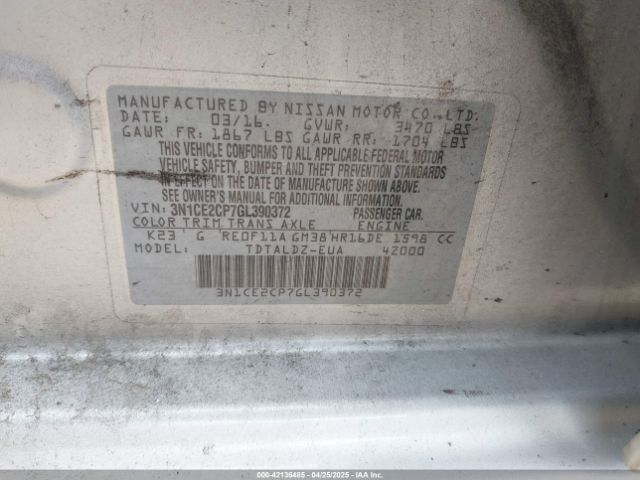 MANUFACTURED BY NISSAN MOTOR CO.,LTD.
DATE: 03/16. GVWR: 3470 LBS
GAWR FR: 1867 LBS GAWR RR: 1704 LBS
THIS VEHICLE CONFORMS TO ALL APPLICABLE FEDERAL MOTOR
VEHICLE SAFETY, BUMPER AND THEFT PREVENTION STANDARDS
IN EFFECT ON THE DATE OF MANUFACTURE SHOWN ABOVE.
SEE OWNER'S MANUAL FOR ADDITIONAL INFORMATION
VIN: 3N1CE2CP7GL390372 PASSENGER CAR.
COLOR TRIM TRANS AXLE ENGINE
K23 G RE0F11A GM38 HR16DE 1598 CC
MODEL: TDTALDZ-EUA 42000
3N1CE2CP7GL390372
000-42136485 - 04/25/2025 - IAAI.COM